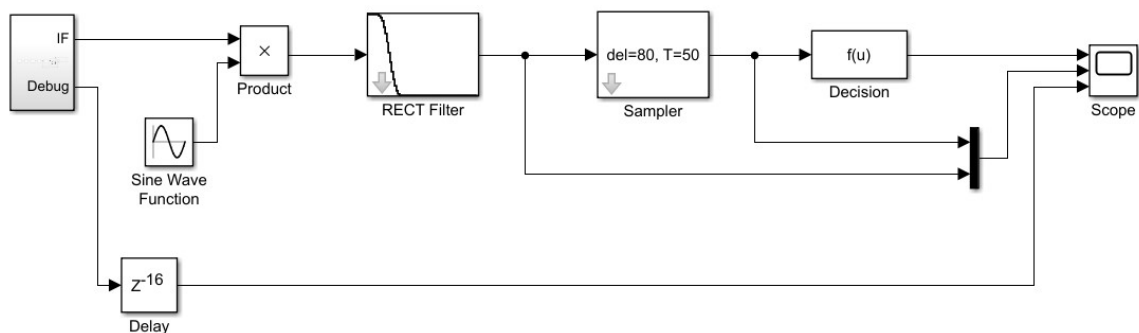 IF
Debug
×
Product
Sine Wave
Function
RECT Filter
del=80, T=50
Sampler
f(u)
Decision
Scope
Z-16
Delay